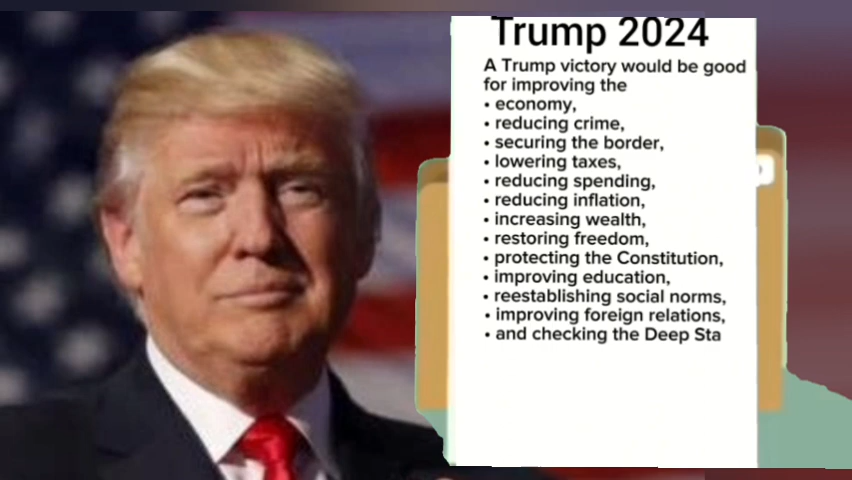 Trump 2024
A Trump victory would be good
for improving the
• economy,
• reducing crime,
• securing the border,
• lowering taxes,
• reducing spending,
• reducing inflation,
• increasing wealth,
• restoring freedom,
• protecting the Constitution,
• improving education,
• reestablishing social norms,
• improving foreign relations,
• and checking the Deep Sta